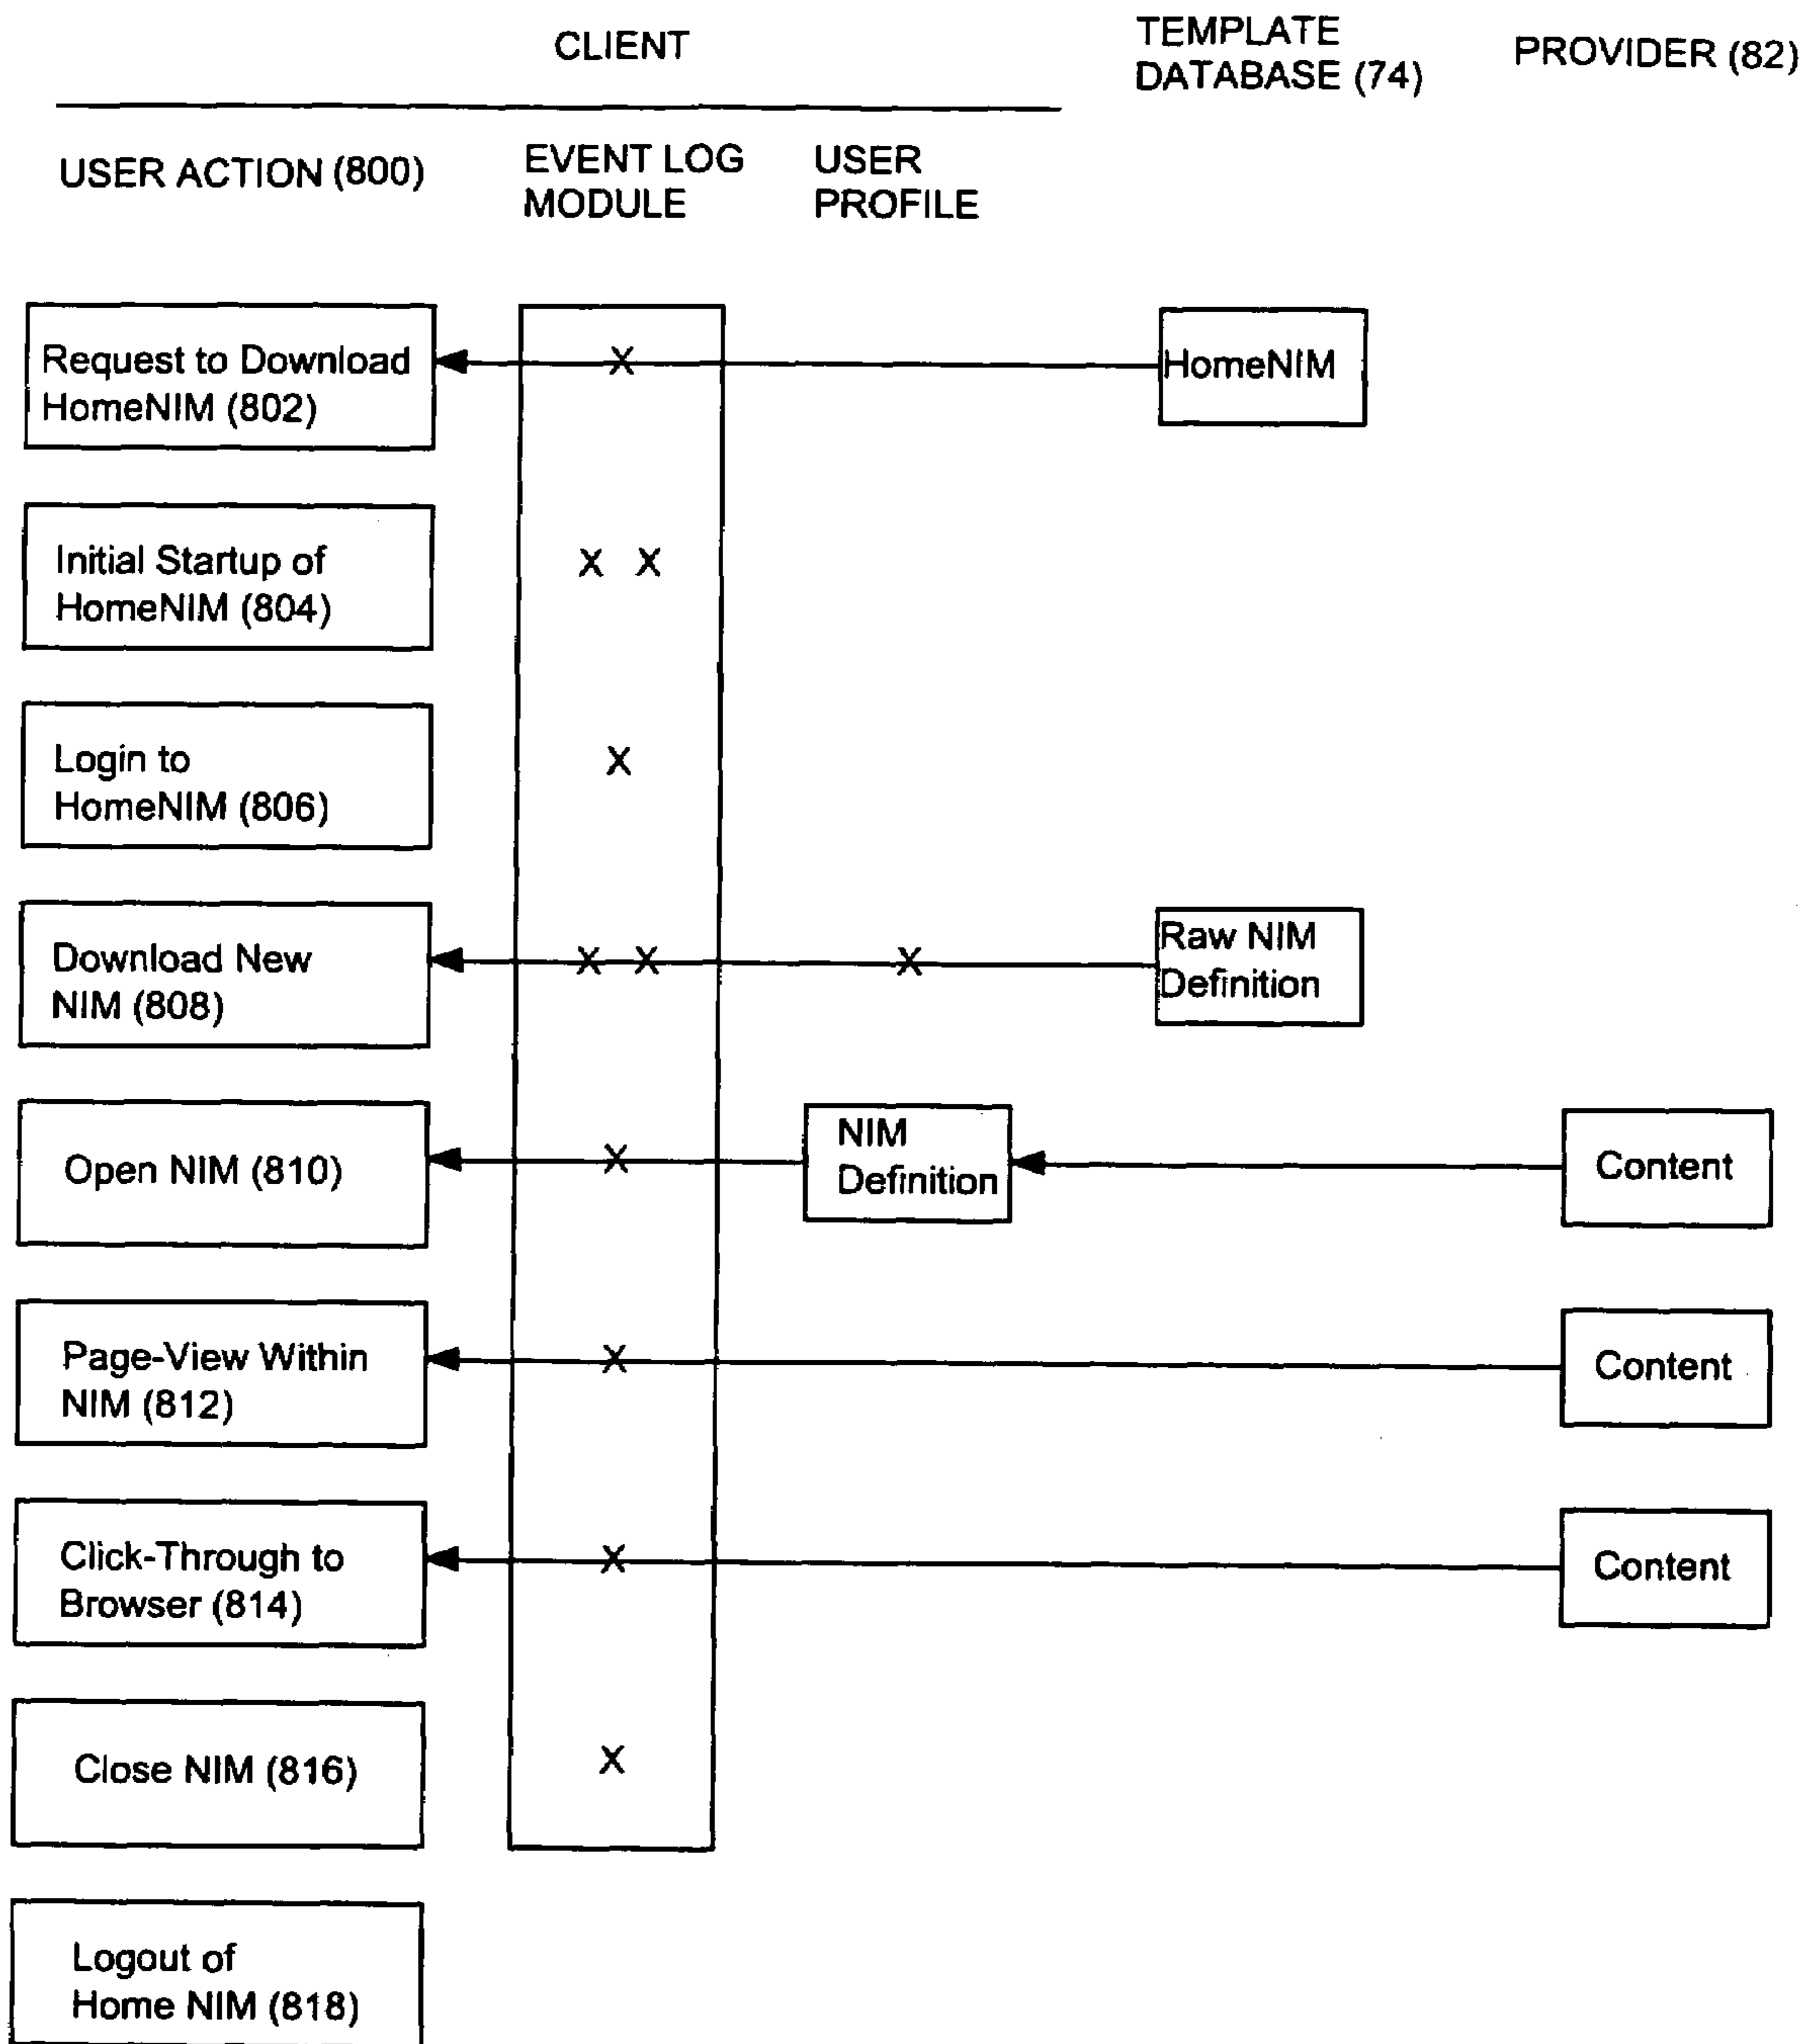 CLIENT
TEMPLATE
DATABASE (74)
PROVIDER (82)
USER ACTION (800)
EVENT LOG
MODULE
USER
PROFILE
Request to Download
HomeNIM (802)
X
HomeNIM
Initial Startup of
HomeNIM (804)
X X
Login to
HomeNIM (806)
X
Download New
NIM (808)
X X
X
Raw NIM
Definition
Open NIM (810)
X
NIM
Definition
Content
Page-View Within
NIM (812)
X
Content
Click-Through to
Browser (814)
X
Content
Close NIM (816)
X
Logout of
Home NIM (818)